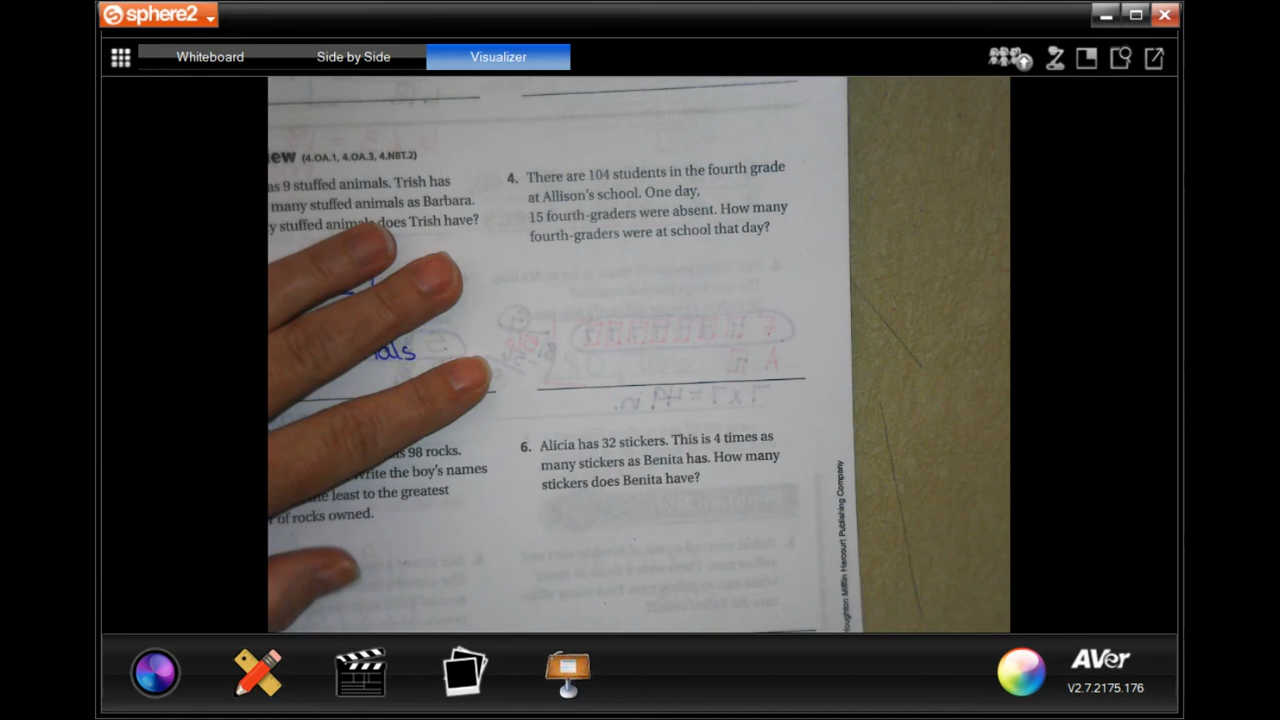 sphere2
Whiteboard
Side by Side
Visualizer
ew (4.OA.1, 4.OA.3, 4.NBT.2)
as 9 stuffed animals. Trish has
many stuffed animals as Barbara.
y stuffed animals does Trish have?
4. There are 104 students in the fourth grade
at Allison's school. One day,
15 fourth-graders were absent. How many
fourth-graders were at school that day?
als
98 rocks.
write the boy's names
the least to the greatest
of rocks owned.
6. Alicia has 32 stickers. This is 4 times as
many stickers as Benita has. How many
stickers does Benita have?
Houghton Mifflin Harcourt Publishing Company
AVer
V2.7.2175.176